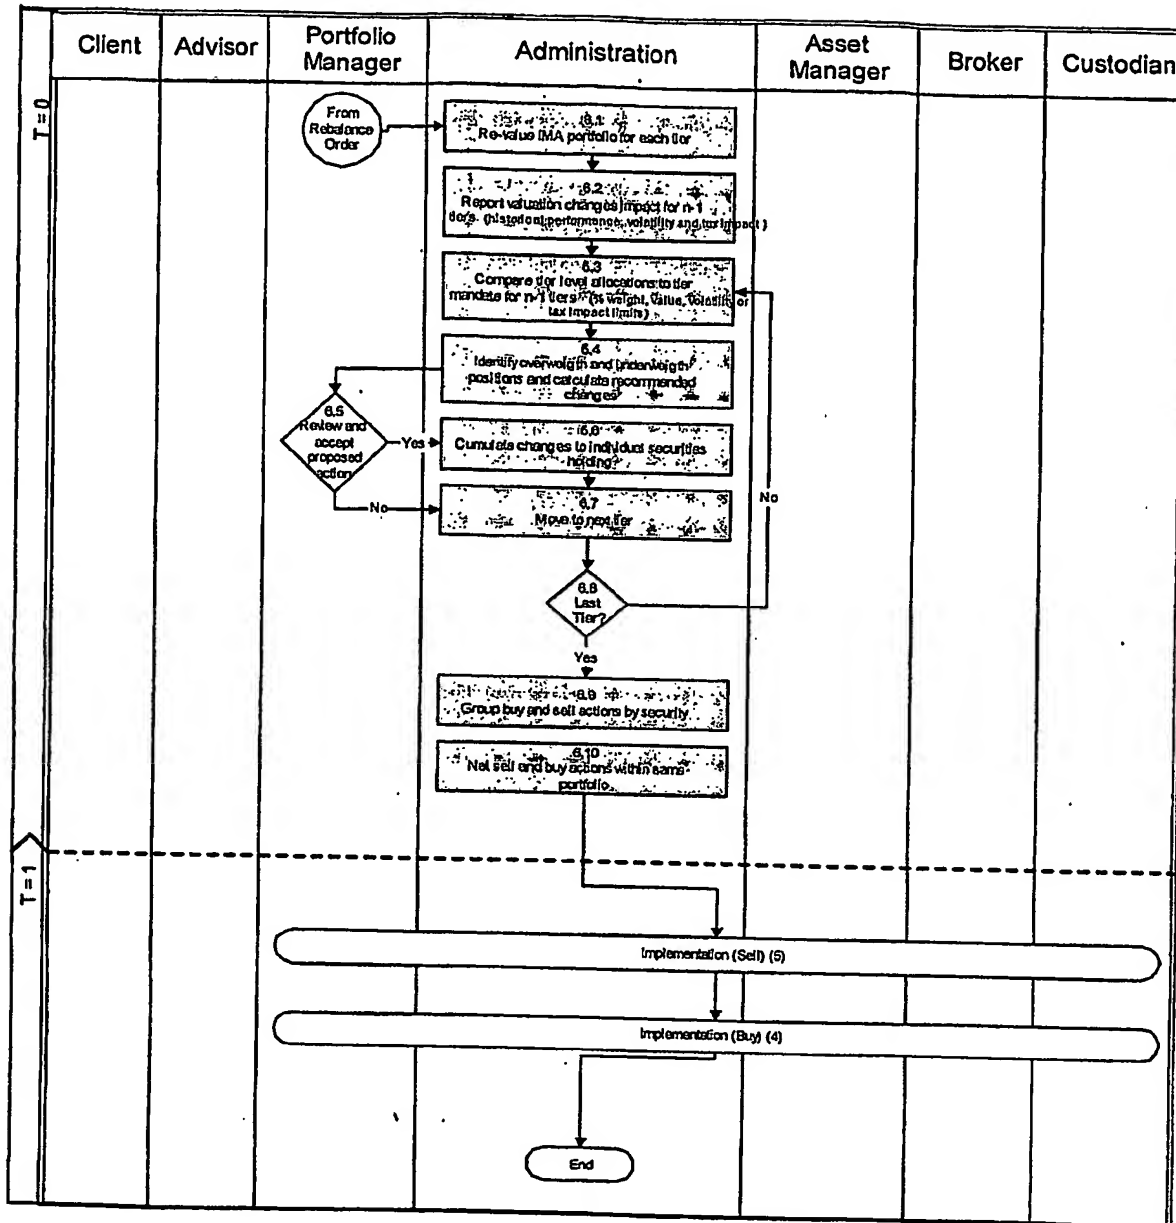 Client
Advisor
Portfolio
Manager
Administration
Asset
Manager
Broker
Custodian
T = 0
From
Rebalance
Order
6.1
Re-value IMA portfolio for each tier
6.2
Report valuation changes impact for n-1
tiers (historical performance, volatility and tax impact )
6.3
Compare tier level allocations to tier
mandate for n-1 tiers (% weight, value, volatility or
tax impact limits)
6.4
Identify overweigth and underweigth
positions and calculate recommended
changes
6.5
Review and
accept
proposed
action
Yes
6.6
Cumulate changes to individual securities
holding
No
6.7
Move to next tier
No
6.8
Last
Tier?
Yes
6.9
Group buy and sell actions by security
6.10
Net sell and buy actions within same
portfolio
T = 1
Implementation (Sell) (5)
Implementation (Buy) (4)
End